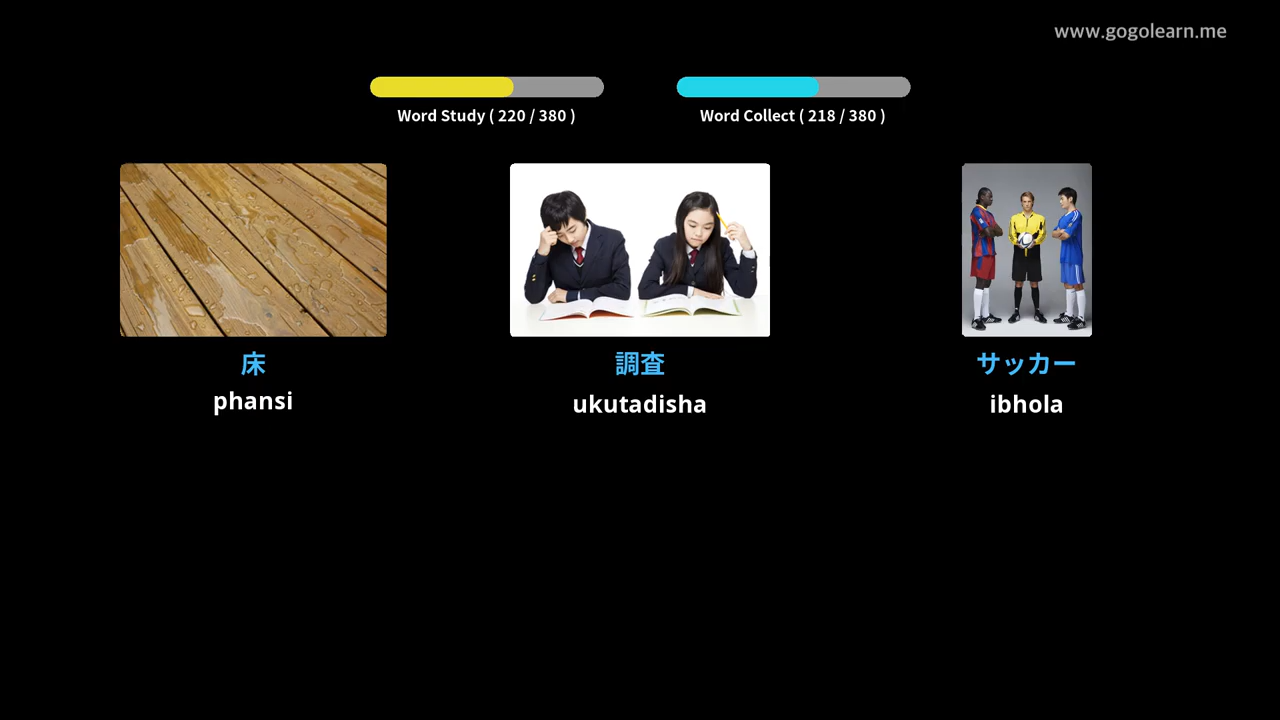 www.gogolearn.me
Word Study ( 220 / 380 )
Word Collect ( 218 / 380 )
床
調査
サッカー
phansi
ukutadisha
ibhola